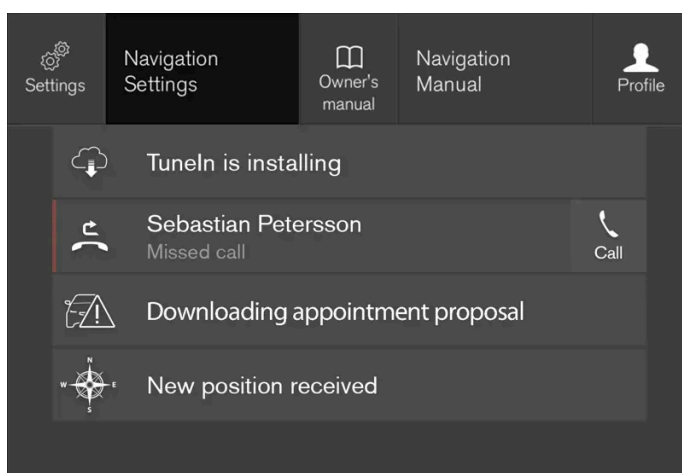 Settings
Navigation
Settings
Owner's
manual
Navigation
Manual
Profile
TuneIn is installing
Sebastian Petersson
Missed call
Call
Downloading appointment proposal
New position received
N
W
E
S